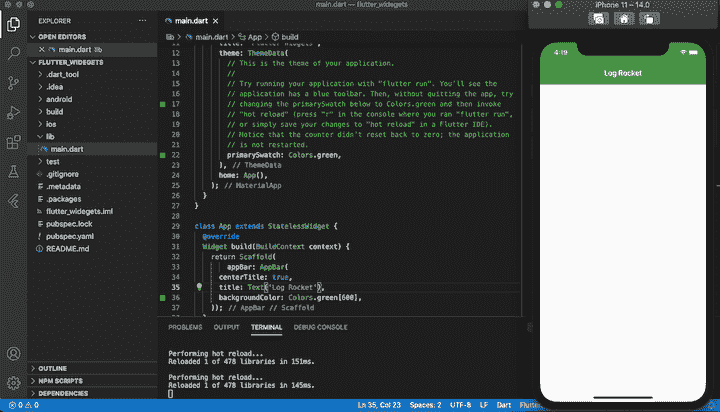 main.dart — flutter_widegets
EXPLORER
OPEN EDITORS
main.dart lib
FLUTTER_WIDEGETS
.dart_tool
.idea
android
build
ios
lib
main.dart
test
.gitignore
.metadata
.packages
flutter_widegets.iml
pubspec.lock
pubspec.yaml
README.md
OUTLINE
NPM SCRIPTS
DEPENDENCIES
main.dart
lib > main.dart > App > build
12 theme: ThemeData(
13 // This is the theme of your application.
14 //
15 // Try running your application with "flutter run". You'll see the
16 // application has a blue toolbar. Then, without quitting the app, try
17 // changing the primarySwatch below to Colors.green and then invoke
18 // "hot reload" (press "r" in the console where you ran "flutter run",
19 // or simply save your changes to "hot reload" in a Flutter IDE).
20 // Notice that the counter didn't reset back to zero; the application
21 // is not restarted.
22 primarySwatch: Colors.green,
23 ), // ThemeData
24 home: App(),
25 ); // MaterialApp
26 }
27 }
28
29 class App extends StatelessWidget {
30 @override
31 Widget build(BuildContext context) {
32 return Scaffold(
33 appBar: AppBar(
34 centerTitle: true,
35 title: Text('Log Rocket'),
36 backgroundColor: Colors.green[600],
37 )); // AppBar // Scaffold
PROBLEMS OUTPUT TERMINAL DEBUG CONSOLE
Performing hot reload...
Reloaded 1 of 478 libraries in 151ms.
Performing hot reload...
Reloaded 1 of 478 libraries in 145ms.
0 0 Ln 35, Col 23 Spaces: 2 UTF-8 LF Dart Flutter
iPhone 11 – 14.0
4:19
Log Rocket